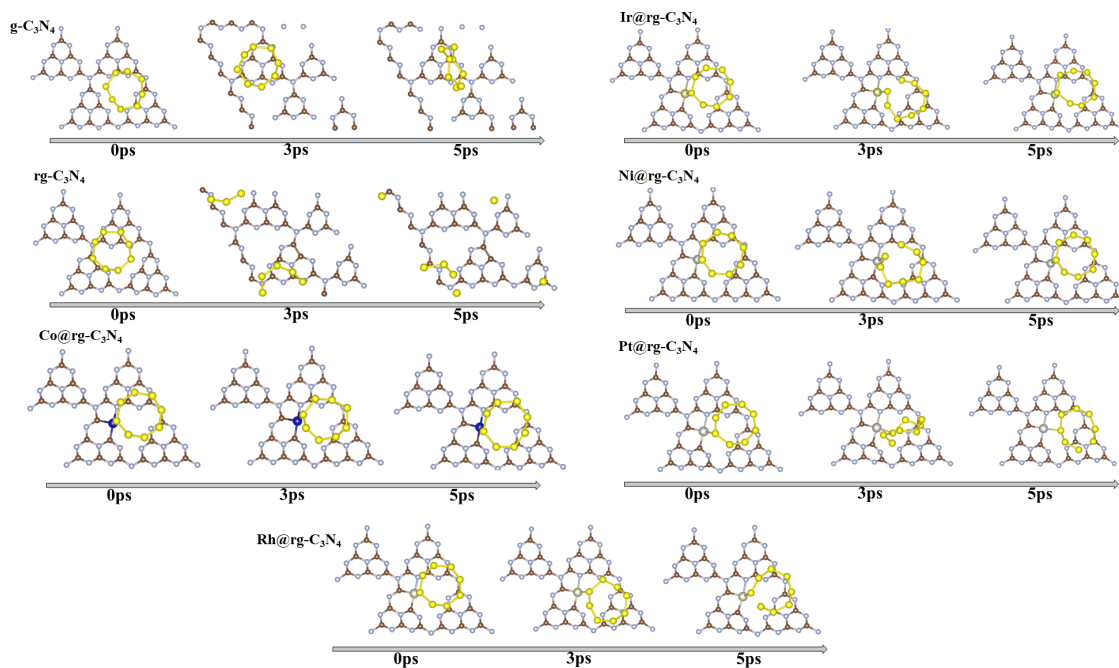 g-C₃N₄
0ps 3ps 5ps
Ir@rg-C₃N₄
0ps 3ps 5ps
rg-C₃N₄
0ps 3ps 5ps
Ni@rg-C₃N₄
0ps 3ps 5ps
Co@rg-C₃N₄
0ps 3ps 5ps
Pt@rg-C₃N₄
0ps 3ps 5ps
Rh@rg-C₃N₄
0ps 3ps 5ps